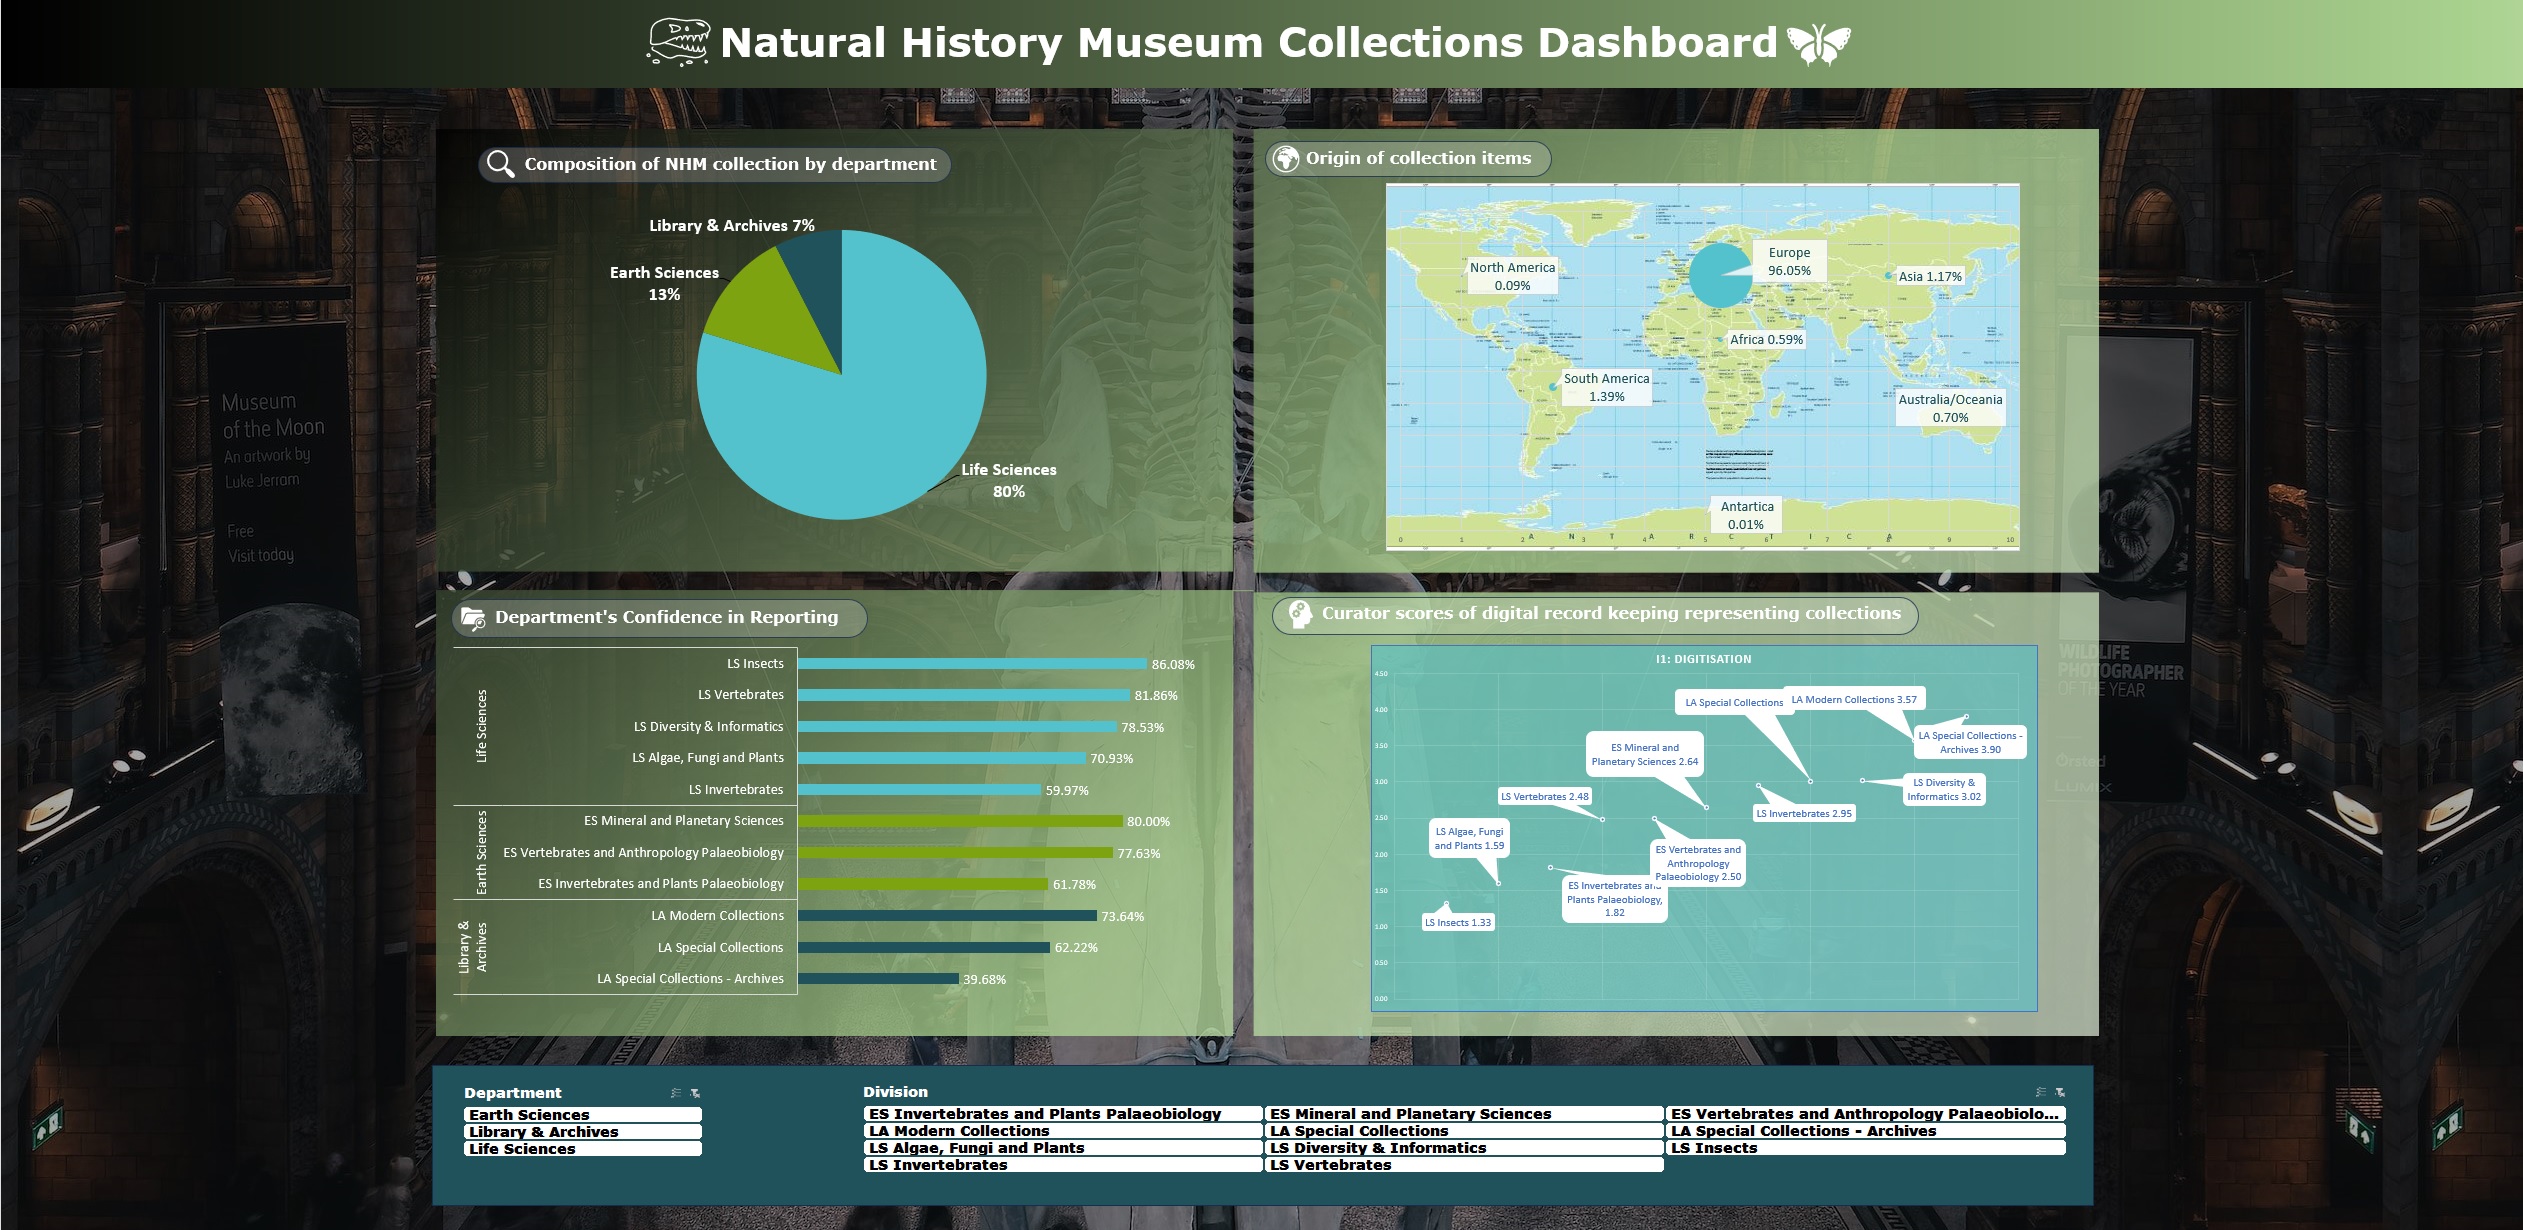 Natural History Museum Collections Dashboard
Composition of NHM collection by department
Library & Archives 7%
Earth Sciences
13%
Life Sciences
80%
Origin of collection items
North America
0.09%
Europe
96.05%
Asia 1.17%
Africa 0.59%
South America
1.39%
Australia/Oceania
0.70%
Antartica
0.01%
A N T A R C T I C A
0 1 2 3 4 5 6 7 8 9 10
Department's Confidence in Reporting
Life Sciences
LS Insects 86.08%
LS Vertebrates 81.86%
LS Diversity & Informatics 78.53%
LS Algae, Fungi and Plants 70.93%
LS Invertebrates 59.97%
Earth Sciences
ES Mineral and Planetary Sciences 80.00%
ES Vertebrates and Anthropology Palaeobiology 77.63%
ES Invertebrates and Plants Palaeobiology 61.78%
Library &
Archives
LA Modern Collections 73.64%
LA Special Collections 62.22%
LA Special Collections - Archives 39.68%
Curator scores of digital record keeping representing collections
I1: DIGITISATION
4.50
4.00
3.50
3.00
2.50
2.00
1.50
1.00
0.50
0.00
LA Special Collections
LA Modern Collections 3.57
LA Special Collections -
Archives 3.90
ES Mineral and
Planetary Sciences 2.64
LS Diversity &
Informatics 3.02
LS Vertebrates 2.48
LS Invertebrates 2.95
LS Algae, Fungi
and Plants 1.59
ES Vertebrates and
Anthropology
Palaeobiology 2.50
ES Invertebrates and
Plants Palaeobiology,
1.82
LS Insects 1.33
Museum
of the Moon
An artwork by
Luke Jerram
Free
Visit today
WILDLIFE
PHOTOGRAPHER
OF THE YEAR
Ørsted
LUMIX
Department
Earth Sciences
Library & Archives
Life Sciences
Division
ES Invertebrates and Plants Palaeobiology ES Mineral and Planetary Sciences ES Vertebrates and Anthropology Palaeobiolo...
LA Modern Collections LA Special Collections LA Special Collections - Archives
LS Algae, Fungi and Plants LS Diversity & Informatics LS Insects
LS Invertebrates LS Vertebrates